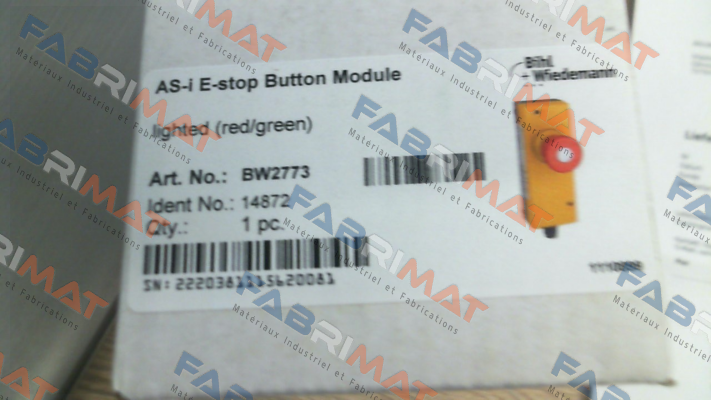 AS-i E-stop Button Module
Bihl
+ Wiedemann
lighted (red/green)
Art. No.: BW2773
Ident No.: 14872
Qty.: 1 pc.
FABRIMAT
Materiaux Industriel et Fabrications